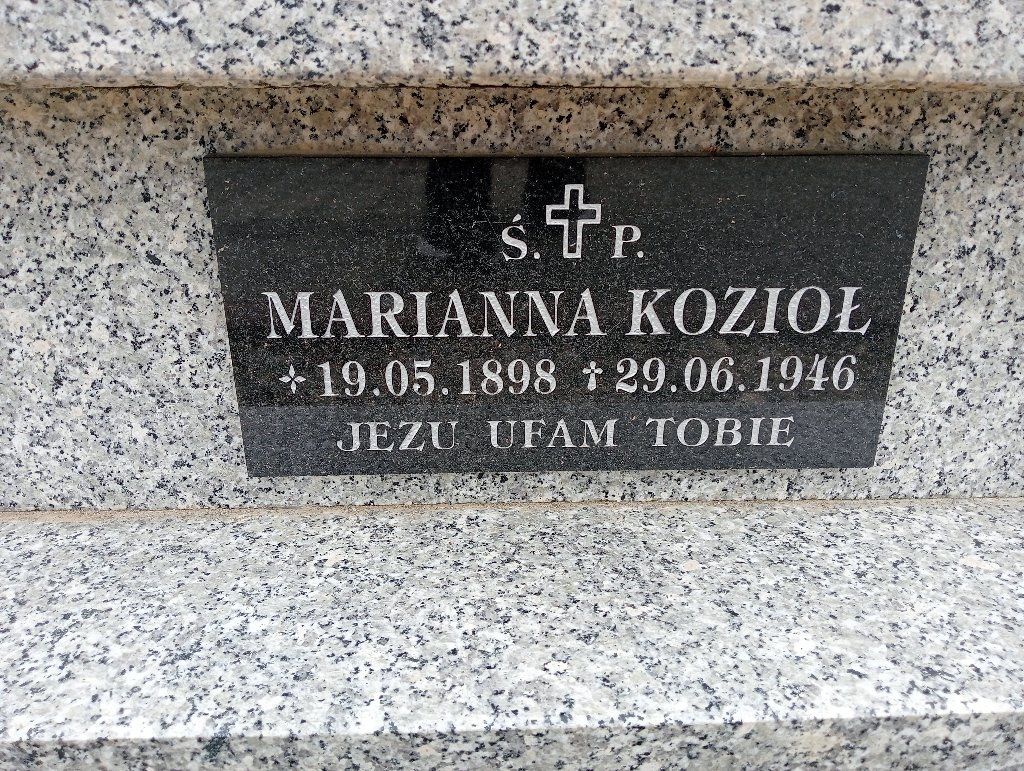 Ś. P.
MARIANNA KOZIOŁ
19.05.1898 29.06.1946
JEZU UFAM TOBIE